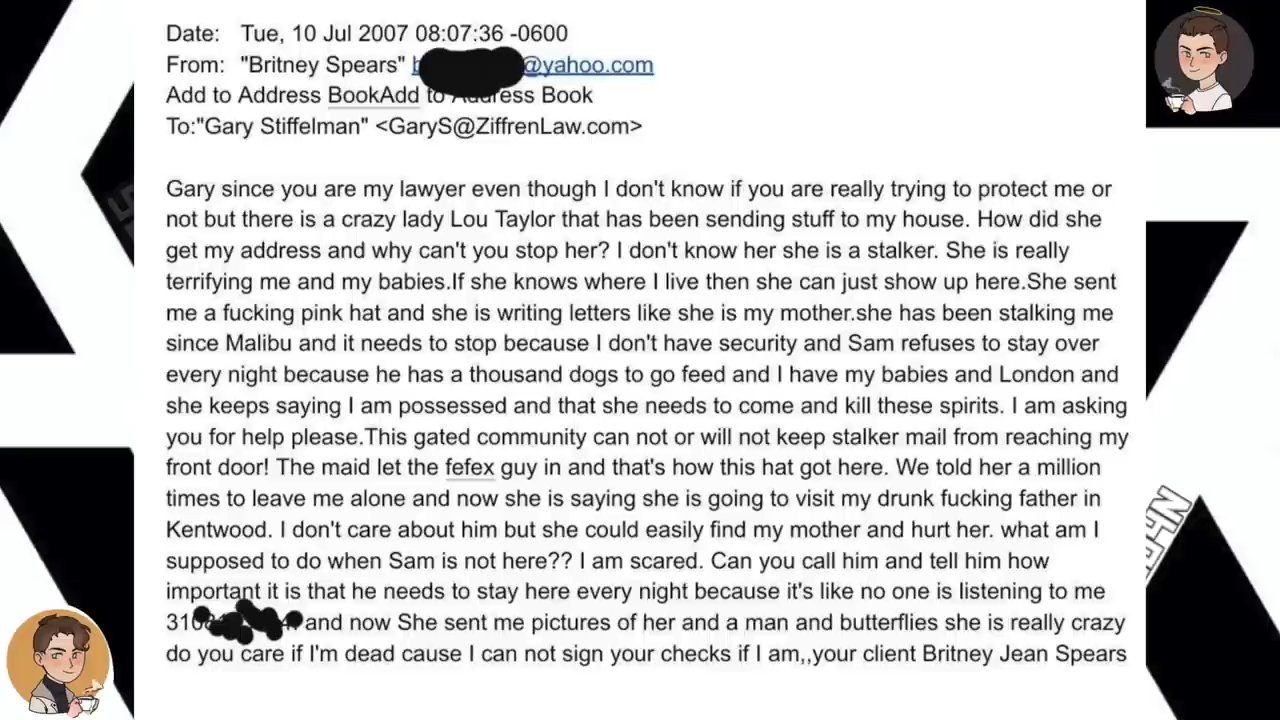 Date: Tue, 10 Jul 2007 08:07:36 -0600
From: "Britney Spears" @yahoo.com
Add to Address BookAdd to Address Book
To:"Gary Stiffelman" <GaryS@ZiffrenLaw.com>
Gary since you are my lawyer even though I don't know if you are really trying to protect me or
not but there is a crazy lady Lou Taylor that has been sending stuff to my house. How did she
get my address and why can't you stop her? I don't know her she is a stalker. She is really
terrifying me and my babies.If she knows where I live then she can just show up here.She sent
me a fucking pink hat and she is writing letters like she is my mother.she has been stalking me
since Malibu and it needs to stop because I don't have security and Sam refuses to stay over
every night because he has a thousand dogs to go feed and I have my babies and London and
she keeps saying I am possessed and that she needs to come and kill these spirits. I am asking
you for help please.This gated community can not or will not keep stalker mail from reaching my
front door! The maid let the fefex guy in and that's how this hat got here. We told her a million
times to leave me alone and now she is saying she is going to visit my drunk fucking father in
Kentwood. I don't care about him but she could easily find my mother and hurt her. what am I
supposed to do when Sam is not here?? I am scared. Can you call him and tell him how
important it is that he needs to stay here every night because it's like no one is listening to me
310 and now She sent me pictures of her and a man and butterflies she is really crazy
do you care if I'm dead cause I can not sign your checks if I am,,your client Britney Jean Spears